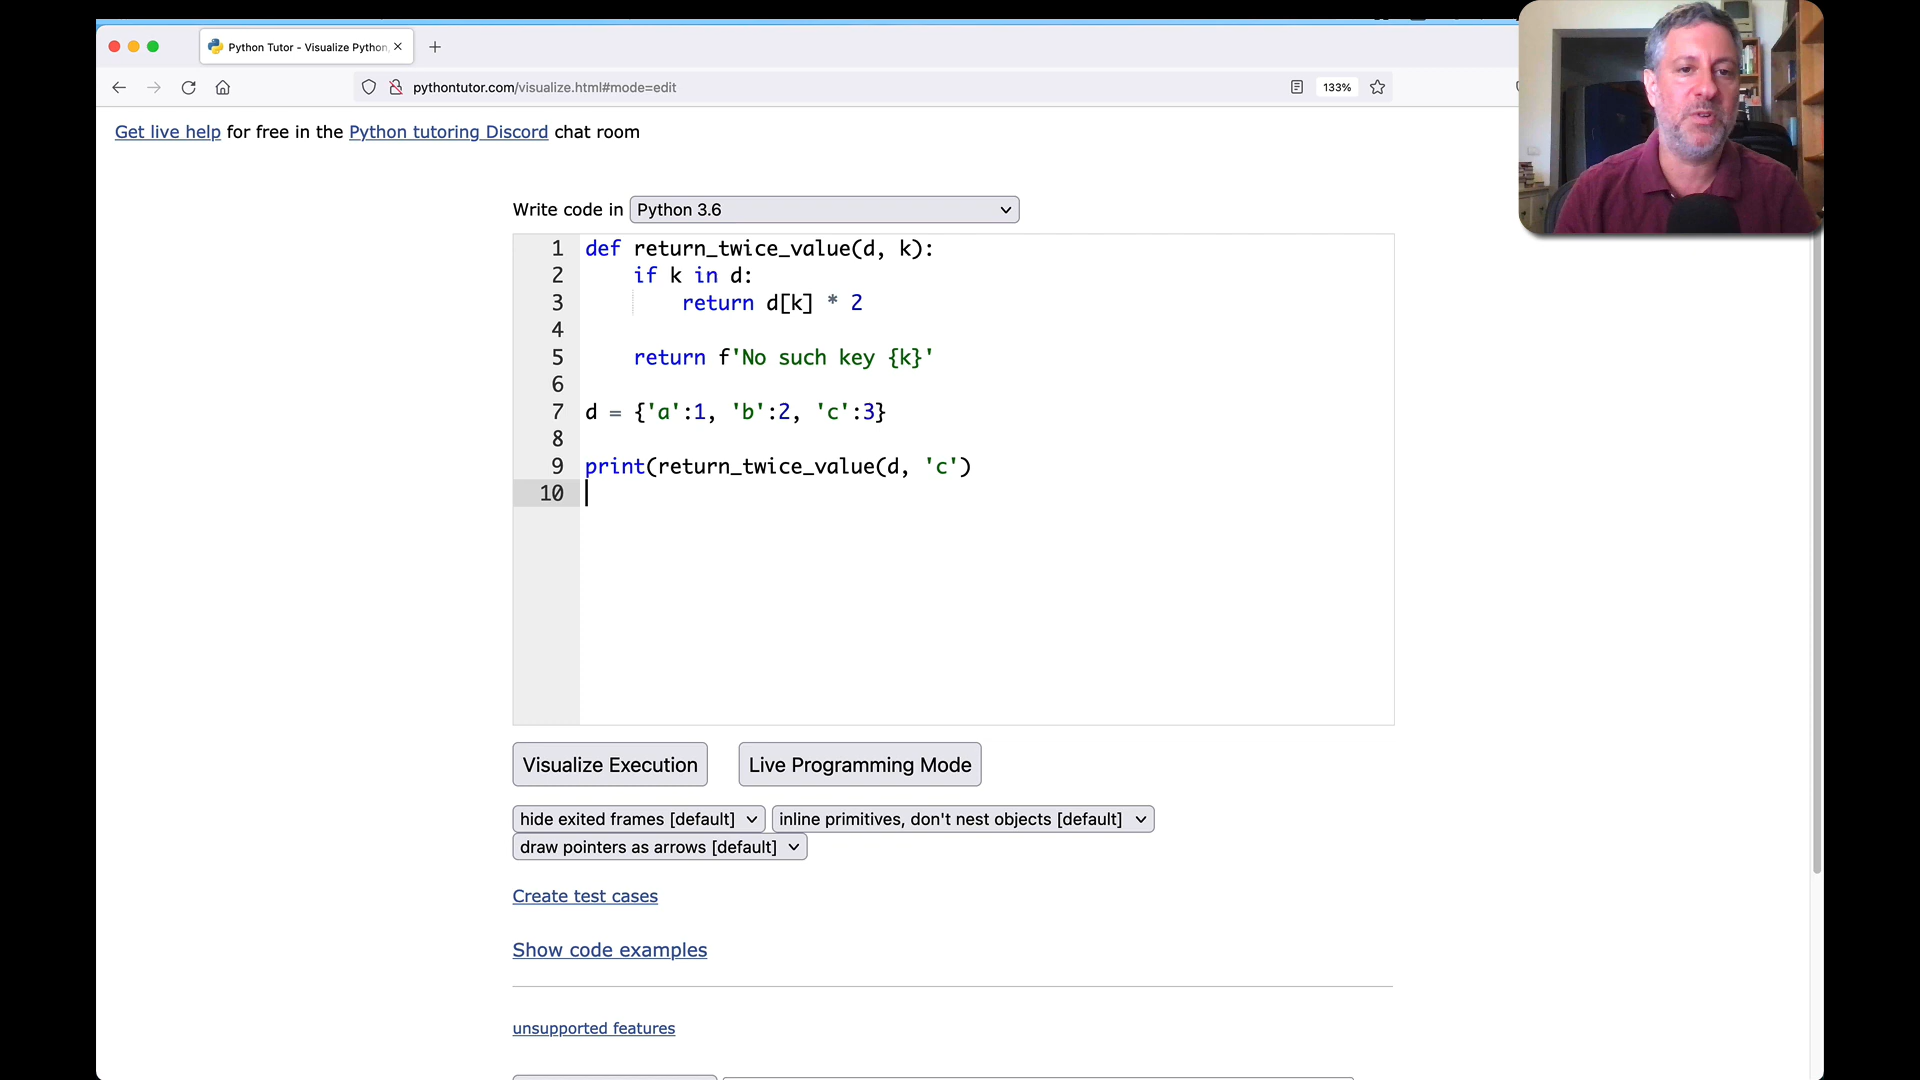 Python Tutor - Visualize Python
pythontutor.com/visualize.html#mode=edit
133%
Get live help for free in the Python tutoring Discord chat room
Write code in Python 3.6
1 def return_twice_value(d, k):
2 if k in d:
3 return d[k] * 2
4
5 return f'No such key {k}'
6
7 d = {'a':1, 'b':2, 'c':3}
8
9 print(return_twice_value(d, 'c')
10
Visualize Execution Live Programming Mode
hide exited frames [default] inline primitives, don't nest objects [default]
draw pointers as arrows [default]
Create test cases
Show code examples
unsupported features